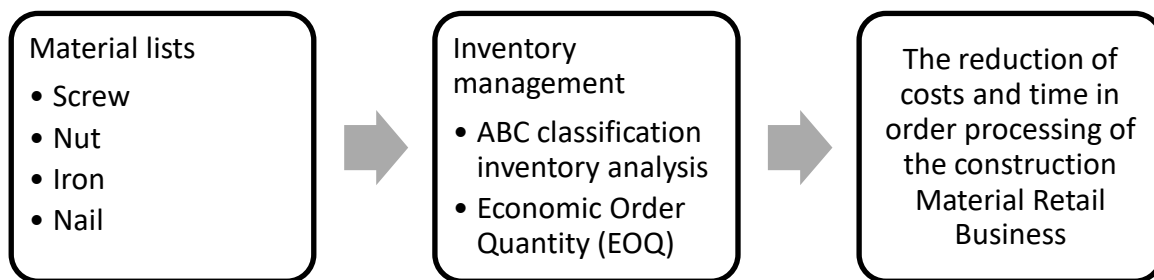 Material lists
• Screw
• Nut
• Iron
• Nail
Inventory
management
• ABC classification
inventory analysis
• Economic Order
Quantity (EOQ)
The reduction of
costs and time in
order processing of
the construction
Material Retail
Business